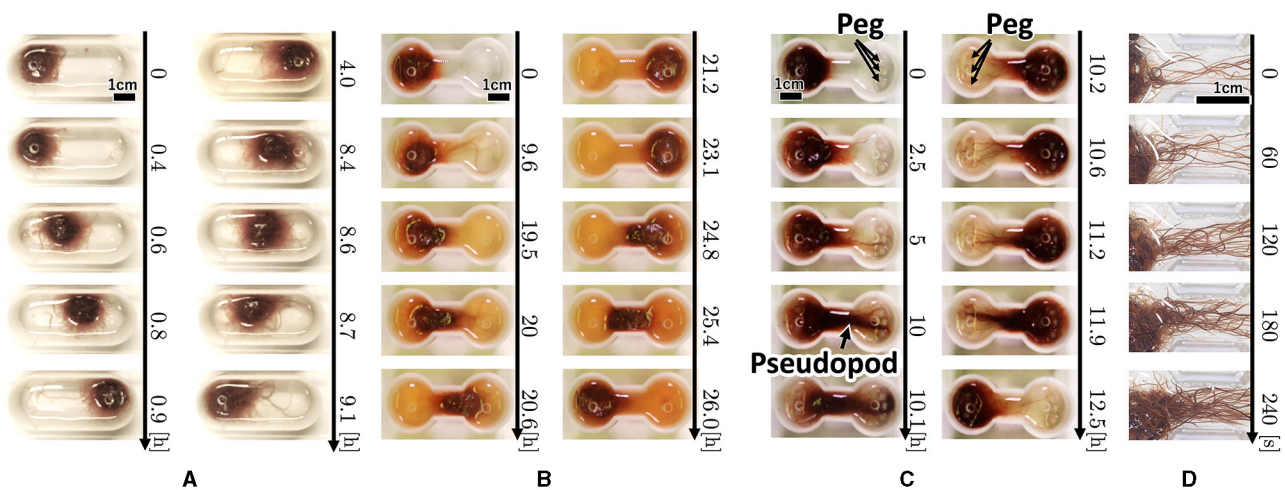 0
0.4
0.6
0.8
0.9 [h]
1cm
4.0
8.4
8.6
8.7
9.1 [h]
A
0
9.6
19.5
20
20.6 [h]
1cm
21.2
23.1
24.8
25.4
26.0 [h]
B
Peg
0
2.5
5
10
10.1 [h]
1cm
Pseudopod
Peg
10.2
10.6
11.2
11.9
12.5 [h]
C
0
60
120
180
240 [s]
1cm
D